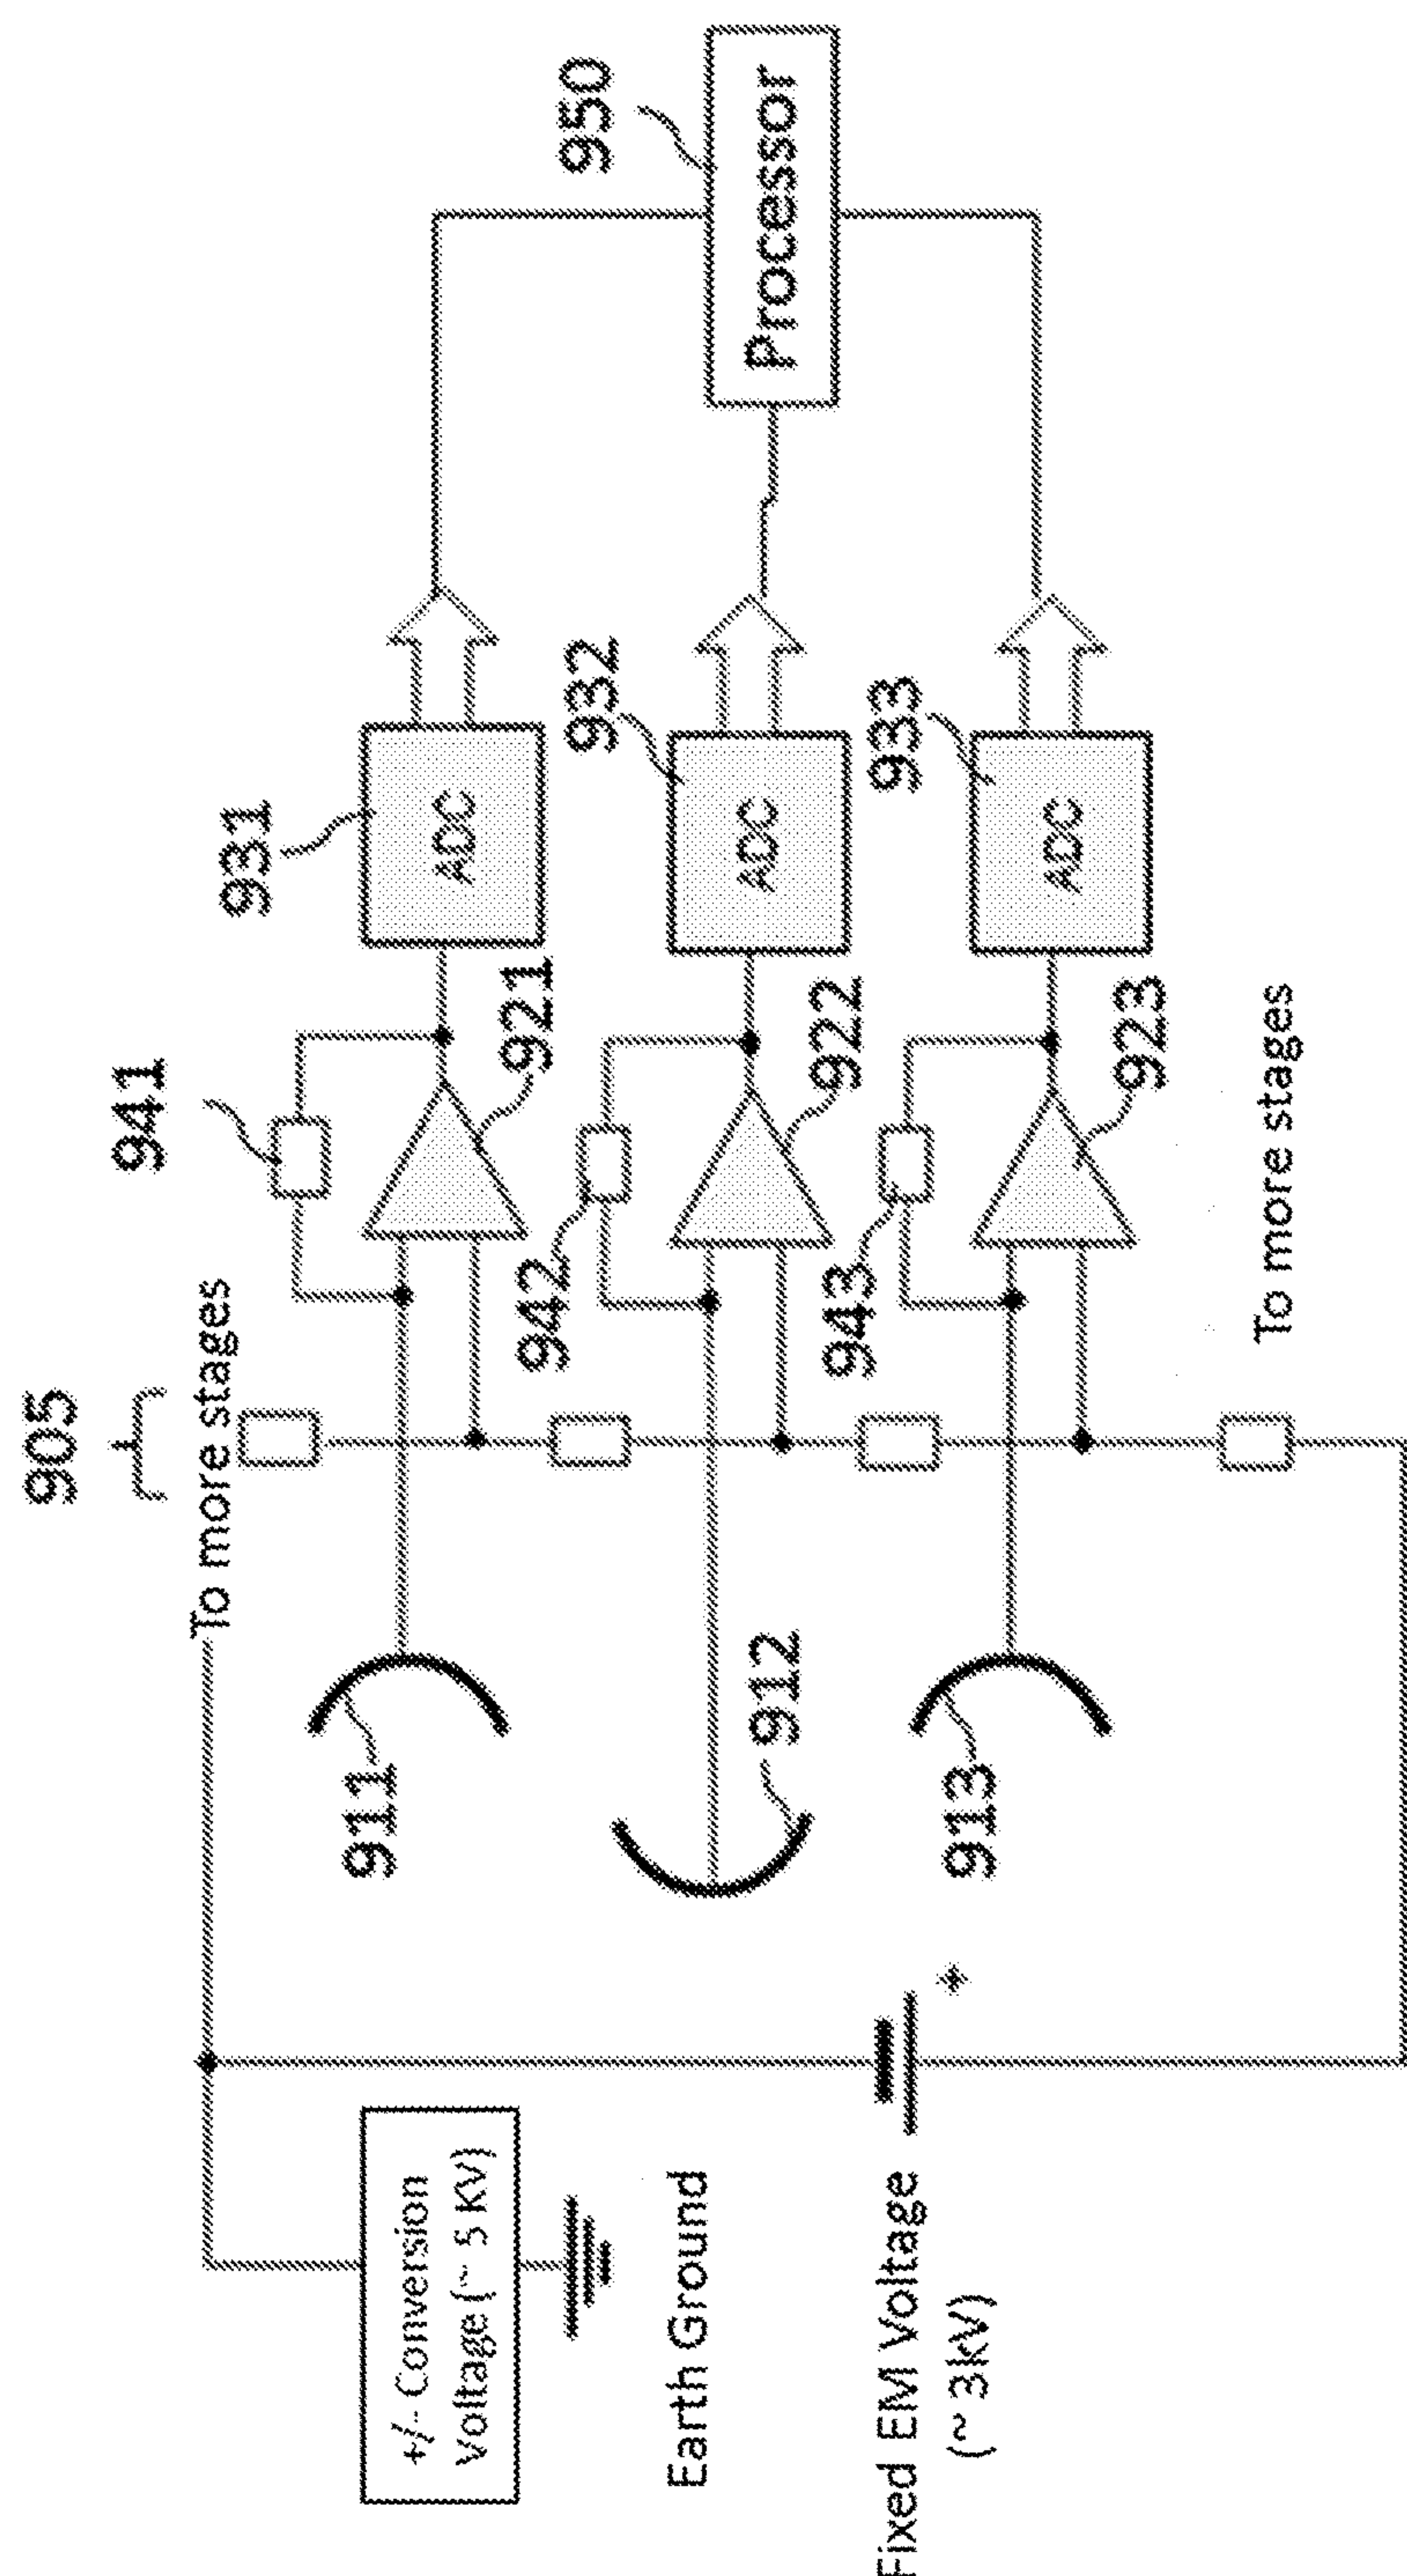 905
To more stages
941
931
911
+/- Conversion
Voltage (~ 5 KV)
921
ADC
942
932
950
Processor
912
Earth Ground
922
ADC
943
933
913
Fixed EM Voltage
(~ 3kV)
+
923
ADC
To more stages